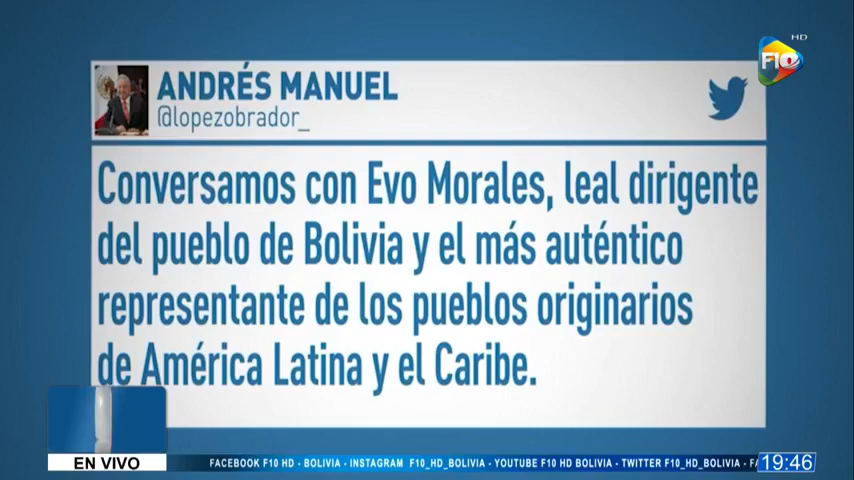 HD
F10
ANDRÉS MANUEL
@lopezobrador_
Conversamos con Evo Morales, leal dirigente
del pueblo de Bolivia y el más auténtico
representante de los pueblos originarios
de América Latina y el Caribe.
EN VIVO
FACEBOOK F10 HD - BOLIVIA - INSTAGRAM F10_HD_BOLIVIA - YOUTUBE F10 HD BOLIVIA - TWITTER F10_HD_BOLIVIA -
19:46